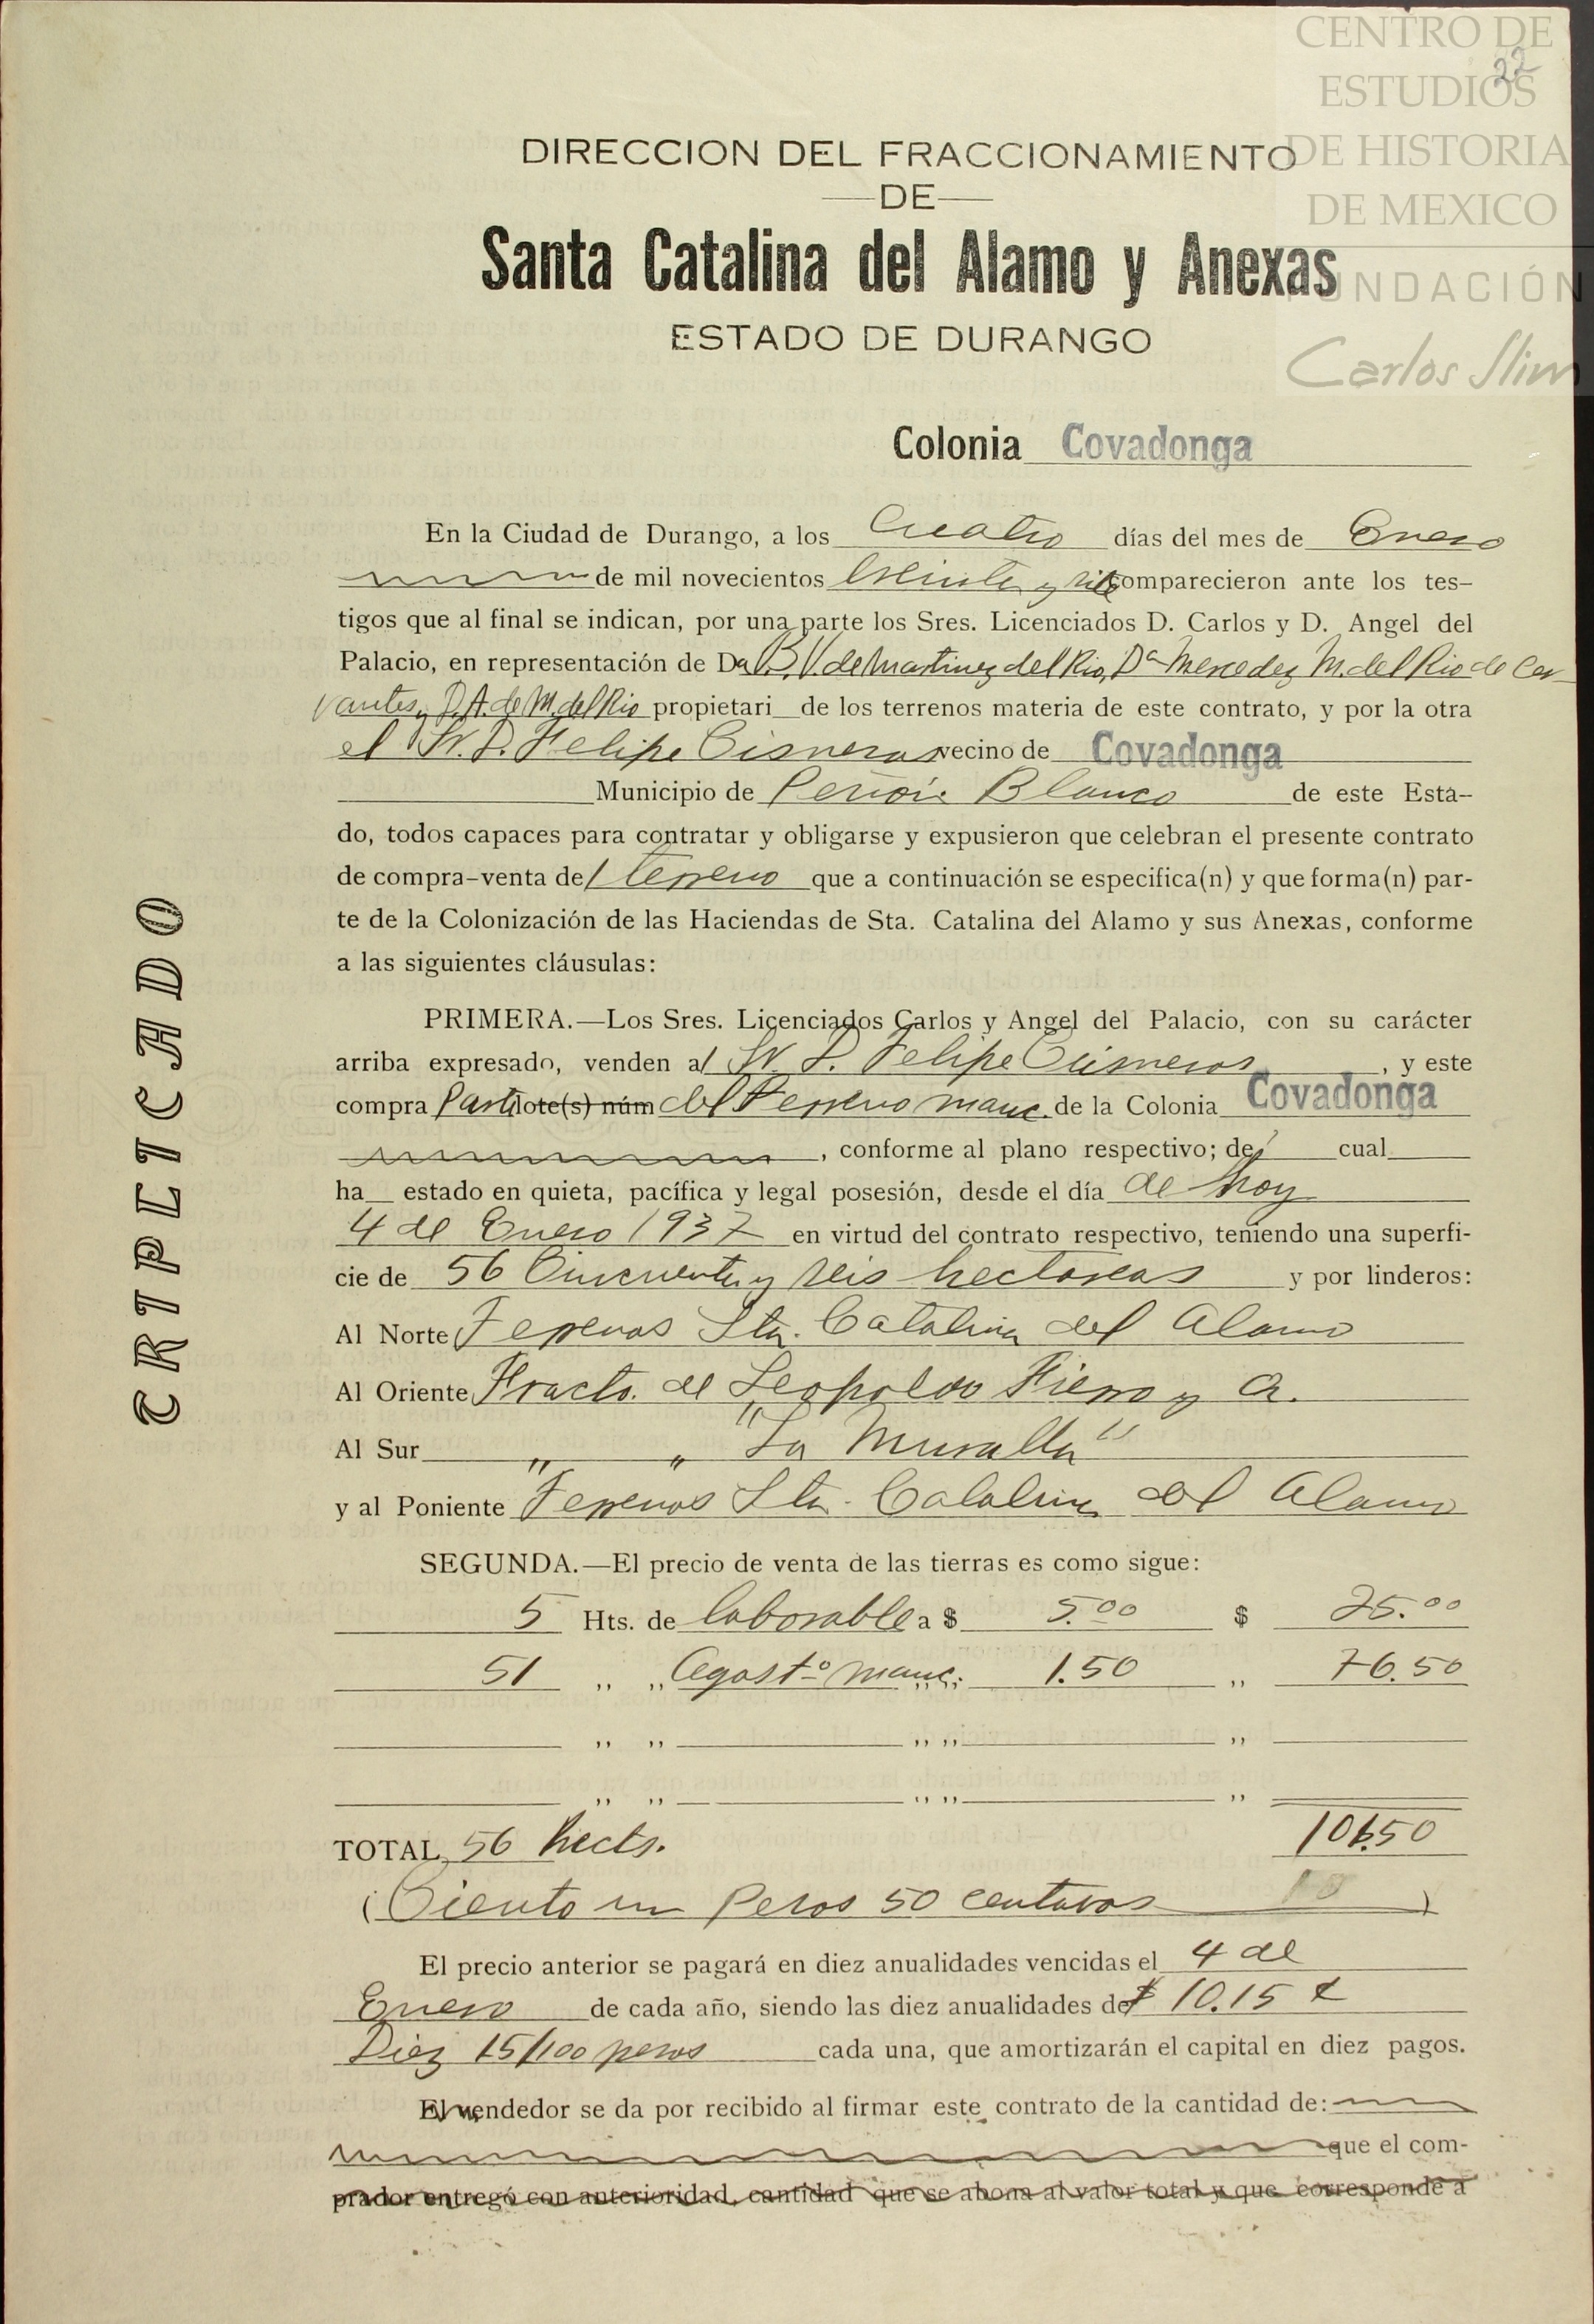 CENTRO DE
ESTUDIOS
DE HISTORIA
DE MEXICO
FUNDACIÓN
Carlos Slim
22
DIRECCION DEL FRACCIONAMIENTO
—DE—
Santa Catalina del Alamo y Anexas
ESTADO DE DURANGO
Colonia Covadonga
En la Ciudad de Durango, a los Cuatro días del mes de Enero
de mil novecientos treinta y siete comparecieron ante los tes-
tigos que al final se indican, por una parte los Sres. Licenciados D. Carlos y D. Angel del
Palacio, en representación de Da B. V. de Martinez del Rio, Da Mercedez M. del Rio de Cer-
vantes y D. A. de M. del Rio propietari de los terrenos materia de este contrato, y por la otra
el Sr. D. Felipe Cisneros vecino de Covadonga
Municipio de Peñón Blanco de este Esta-
do, todos capaces para contratar y obligarse y expusieron que celebran el presente contrato
de compra-venta de 1 terreno que a continuación se especifica(n) y que forma(n) par-
te de la Colonización de las Haciendas de Sta. Catalina del Alamo y sus Anexas, conforme
a las siguientes cláusulas:
TRIPLICADO
PRIMERA.—Los Sres. Licenciados Carlos y Angel del Palacio, con su carácter
arriba expresado, venden al Sr. D. Felipe Cisneros, y este
compra Parte lote(s) núm del Terreno manc. de la Colonia Covadonga
, conforme al plano respectivo; del cual
ha estado en quieta, pacífica y legal posesión, desde el día de hoy
4 de Enero 1937 en virtud del contrato respectivo, teniendo una superfi-
cie de 56 Cincuenta y seis hectareas y por linderos:
Al Norte Terrenos Sta. Catalina del Alamo
Al Oriente Fracto. de Leopoldo Fierro y a.
Al Sur " " "La Muralla"
y al Poniente Terrenos Sta. Catalina del Alamo
SEGUNDA.—El precio de venta de las tierras es como sigue:
5 Hts. de laborable a $ 5.00 $ 25.00
51 ,, ,, Agosto manc. ,, ,, 1.50 ,, 76.50
,, ,, ,, ,, ,,
,, ,, ,, ,, ,,
TOTAL 56 hects. 101.50
(Ciento un Pesos 50 centavos)
El precio anterior se pagará en diez anualidades vencidas el 4 de
Enero de cada año, siendo las diez anualidades de $ 10.15
Diez 15/100 pesos cada una, que amortizarán el capital en diez pagos.
El vendedor se da por recibido al firmar este contrato de la cantidad de:
que el com-
prador entregó con anterioridad, cantidad que se abona al valor total y que corresponde a